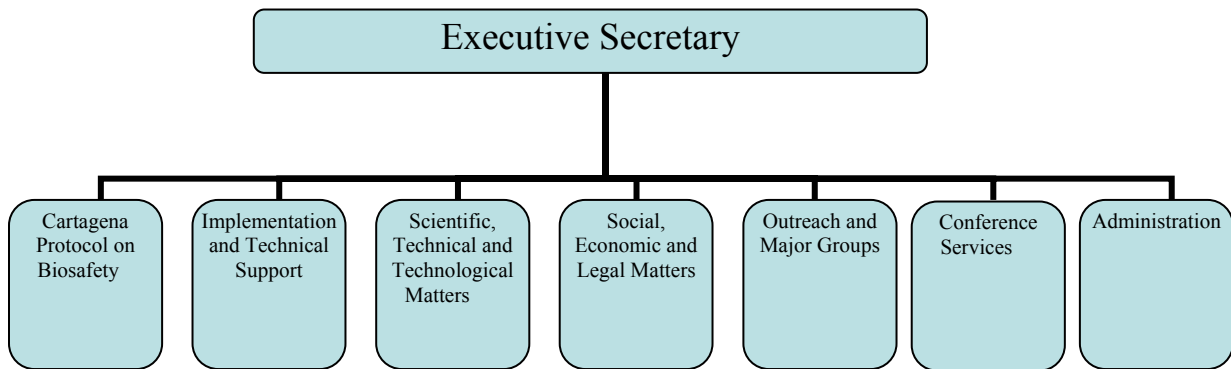 Executive Secretary
Cartagena
Protocol on
Biosafety
Implementation
and Technical
Support
Scientific,
Technical and
Technological
Matters
Social,
Economic and
Legal Matters
Outreach and
Major Groups
Conference
Services
Administration